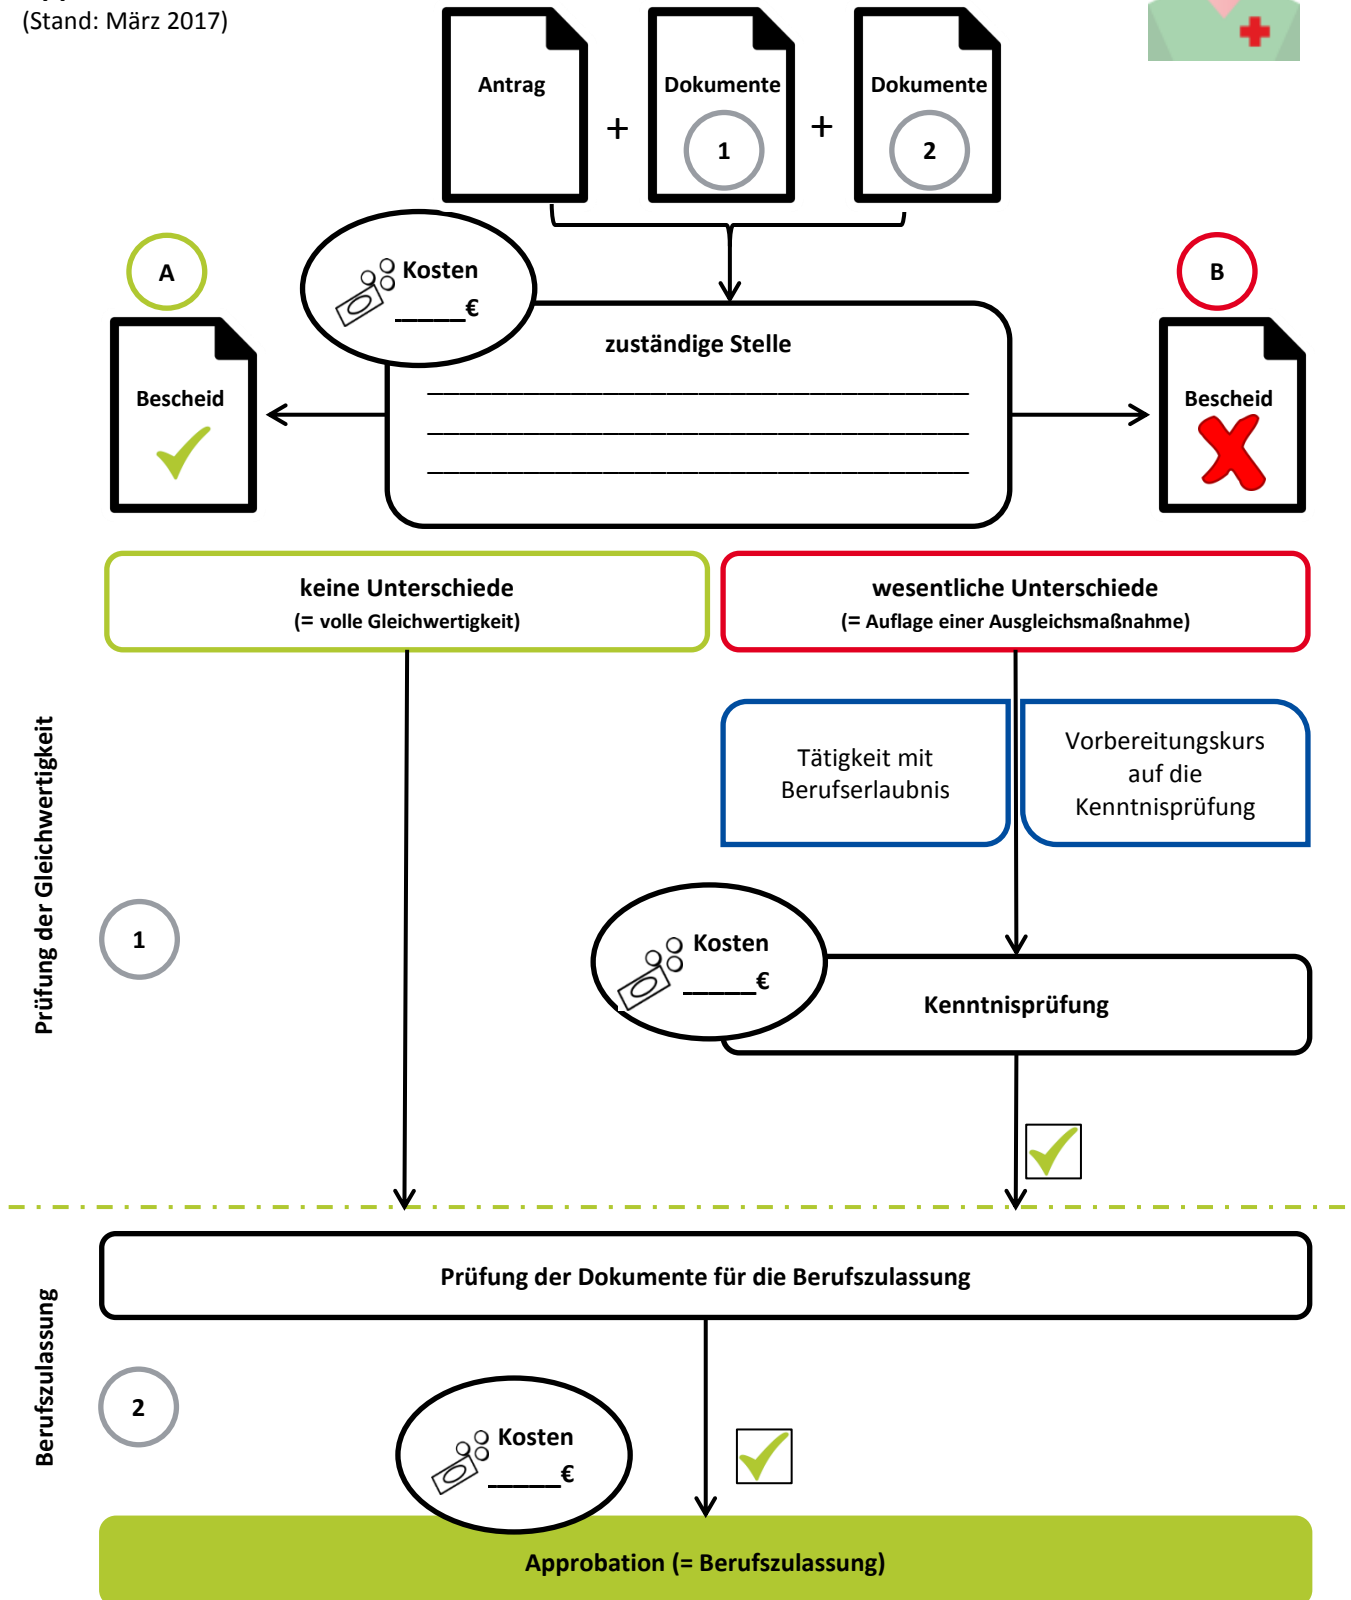 (Stand: März 2017)
Antrag
+
Dokumente
1
+
Dokumente
2
A
Kosten
______€
B
zuständige Stelle
Bescheid
Bescheid
keine Unterschiede
(= volle Gleichwertigkeit)
wesentliche Unterschiede
(= Auflage einer Ausgleichsmaßnahme)
Prüfung der Gleichwertigkeit
Tätigkeit mit
Berufserlaubnis
Vorbereitungskurs
auf die
Kenntnisprüfung
1
Kosten
______€
Kenntnisprüfung
Prüfung der Dokumente für die Berufszulassung
Berufszulassung
2
Kosten
______€
Approbation (= Berufszulassung)